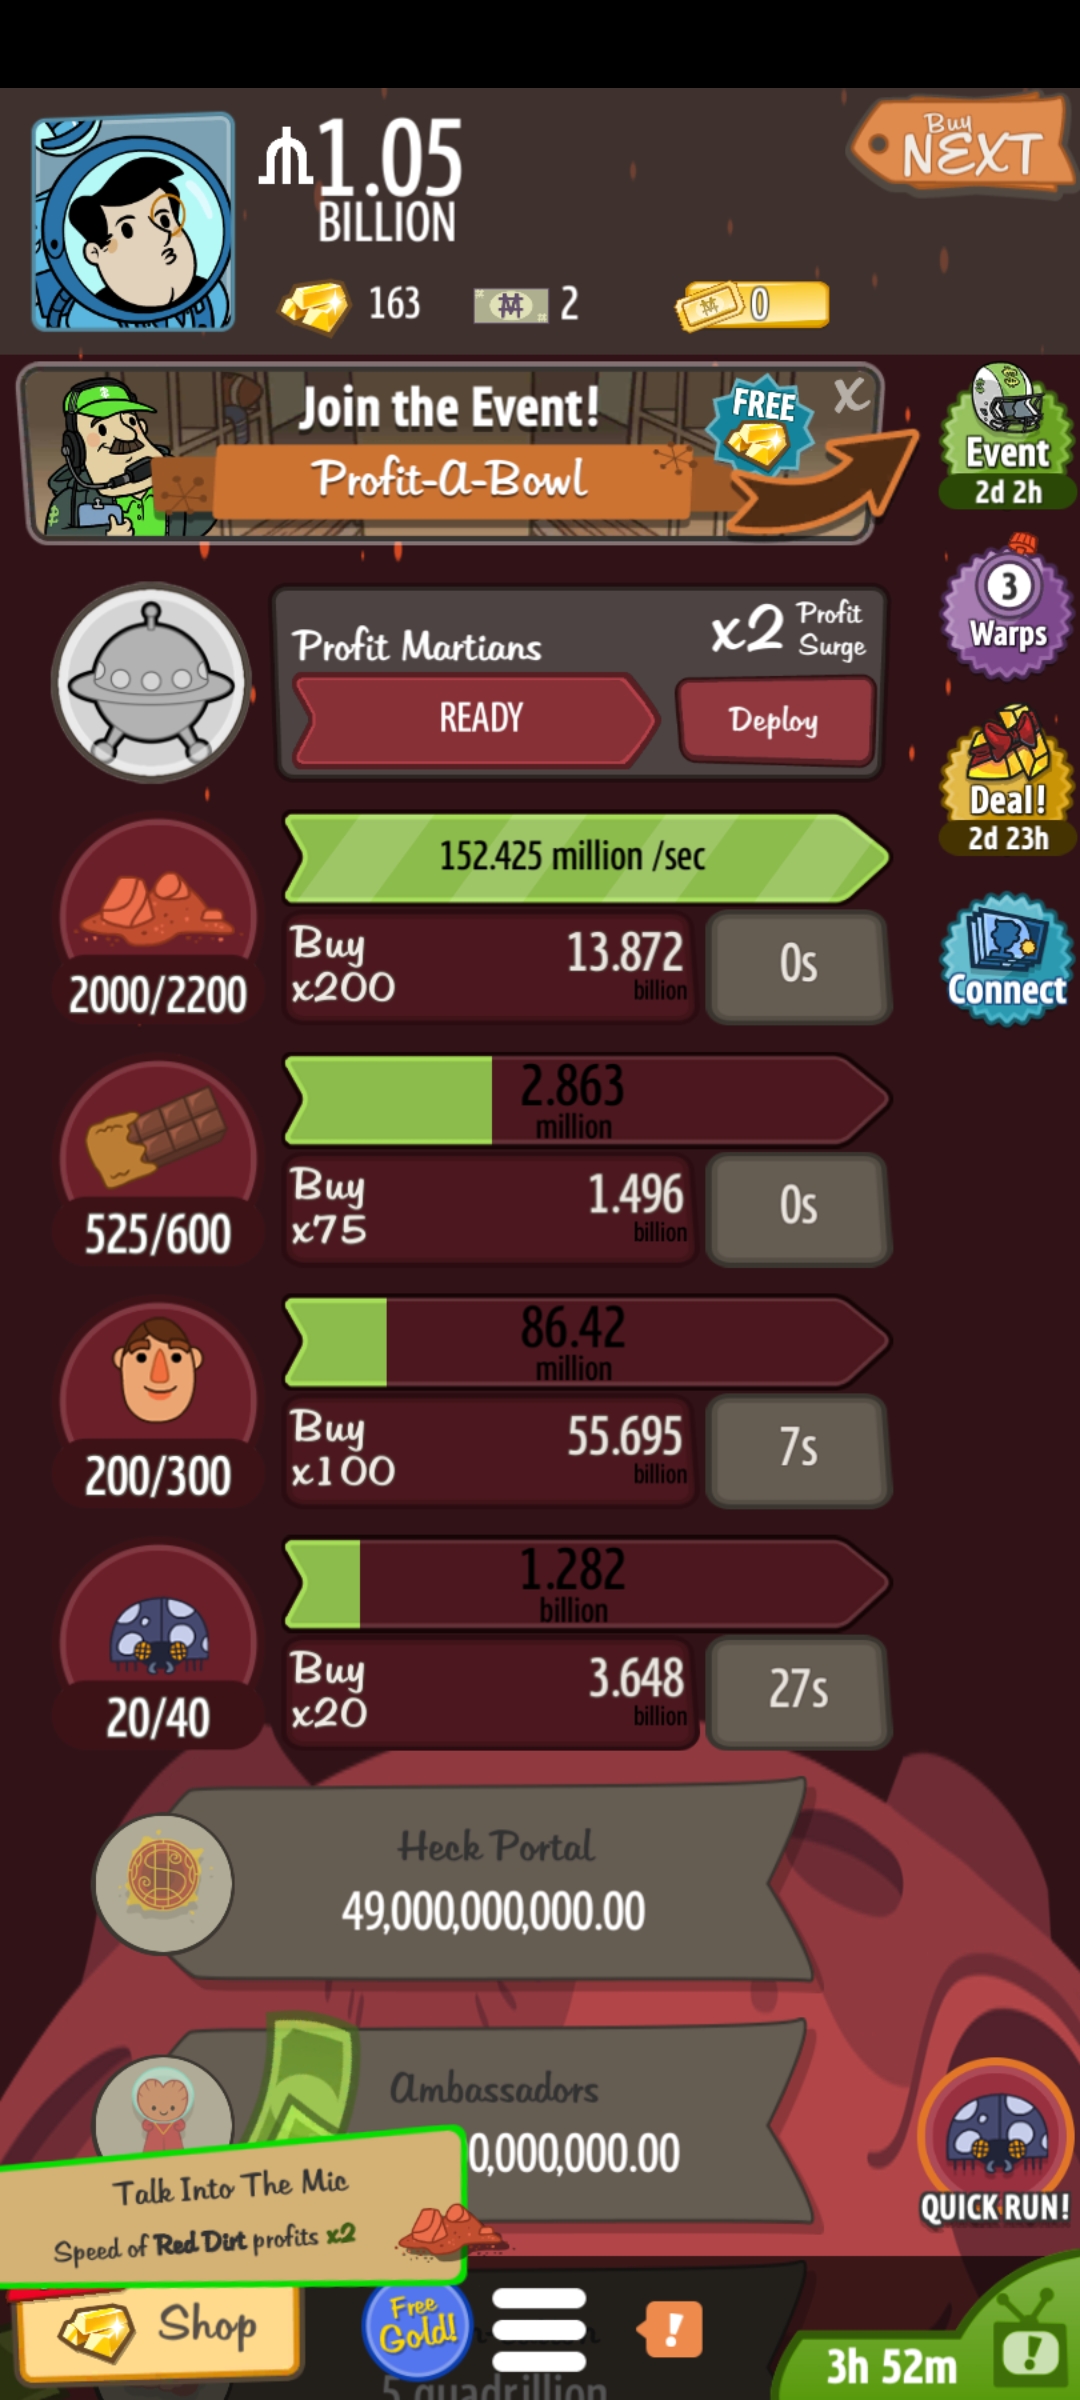 Buy
NEXT
1.05
BILLION
163
2
0
Join the Event!
FREE
X
Profit-A-Bowl
Event
2d 2h
3
Warps
Profit Martians
x2 Profit Surge
READY
Deploy
Deal!
2d 23h
152.425 million /sec
2000/2200
Buy
x200
13.872
billion
0s
Connect
2.863
million
525/600
Buy
x75
1.496
billion
0s
86.42
million
200/300
Buy
x100
55.695
billion
7s
1.282
billion
20/40
Buy
x20
3.648
billion
27s
Heck Portal
49,000,000,000.00
Ambassadors
0,000,000.00
Talk Into The Mic
Speed of Red Dirt profits x2
QUICK RUN!
Shop
Free
Gold!
!
3h 52m
!
5 quadrillion